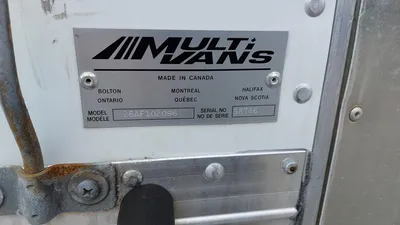 MULTi
VANS
MADE IN CANADA
BOLTON MONTREAL HALIFAX
ONTARIO QUÉBEC NOVA SCOTIA
MODEL SERIAL NO
MODÈLE NO DE SÉRIE